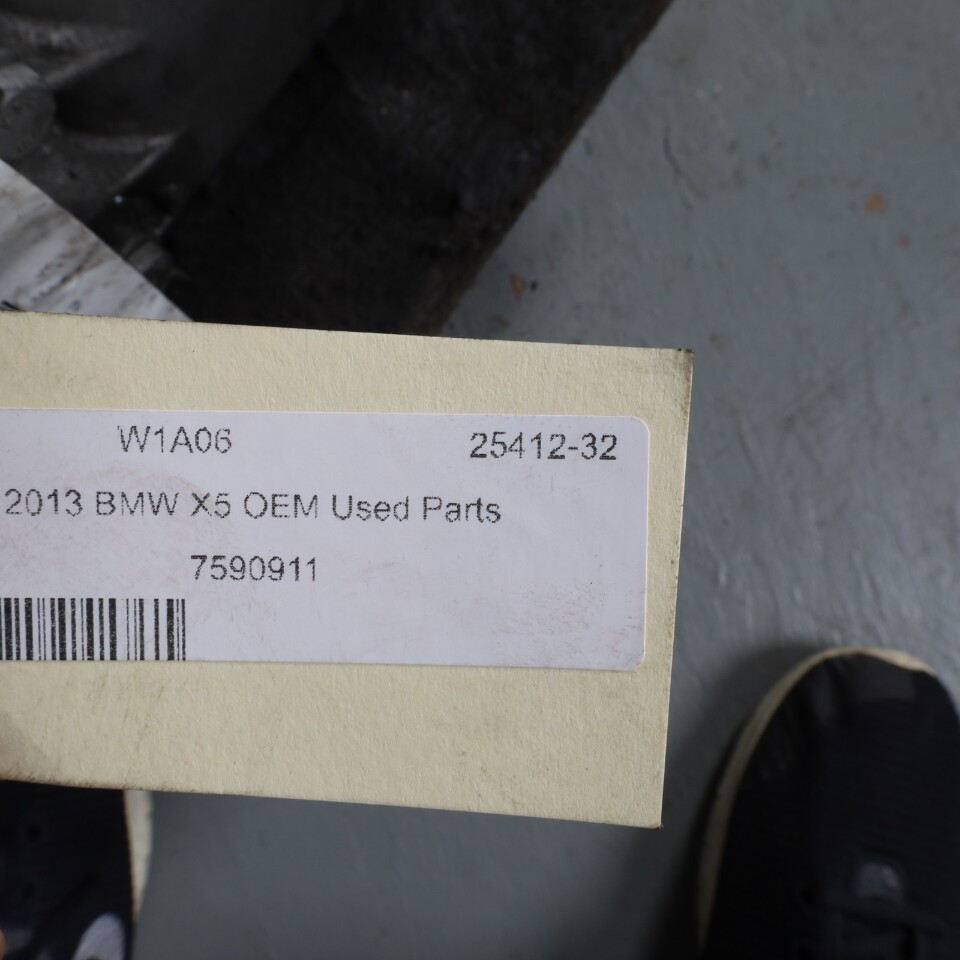 W1A06 25412-32
2013 BMW X5 OEM Used Parts
7590911